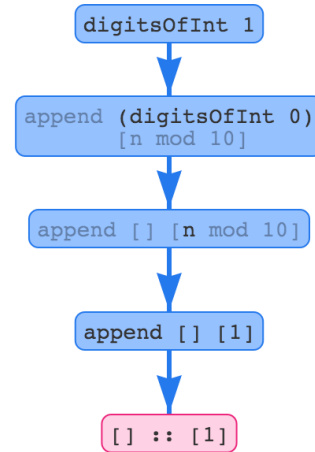 digitsOfInt 1
append (digitsOfInt 0)
[n mod 10]
append [] [n mod 10]
append [] [1]
[] :: [1]